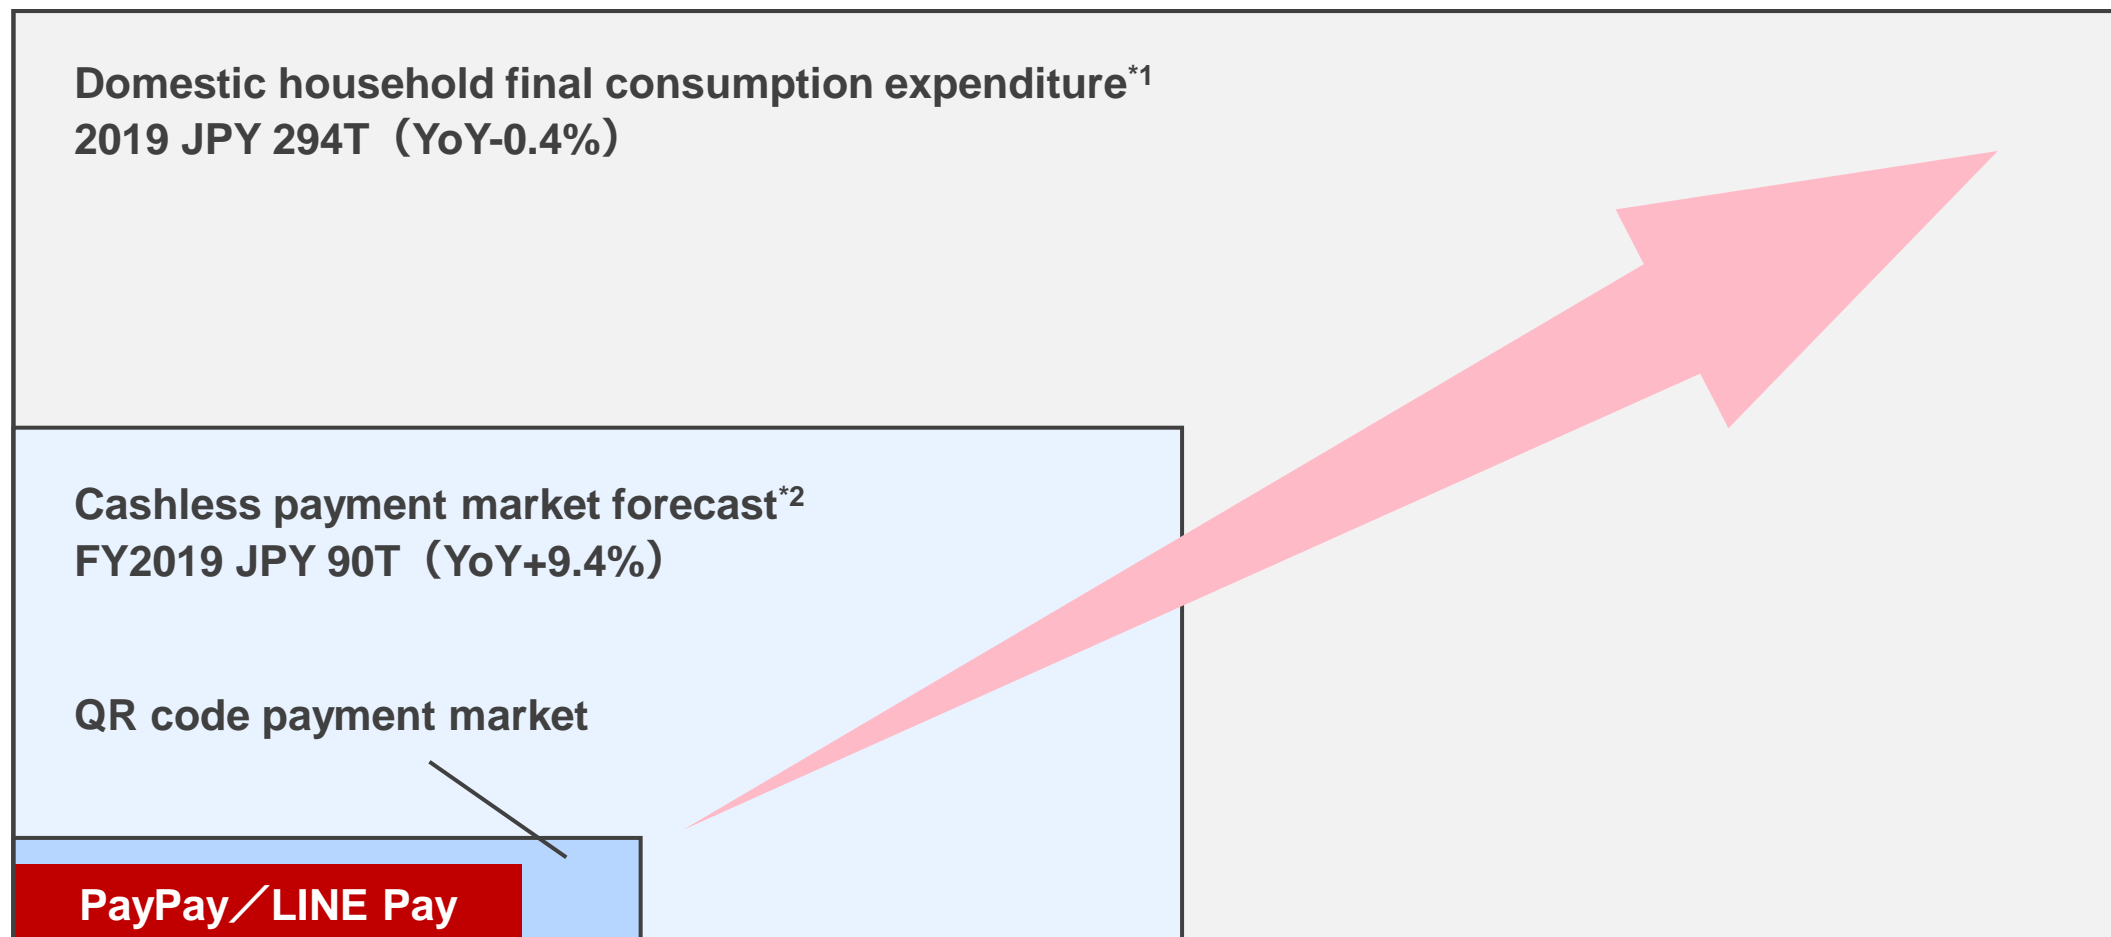 Domestic household final consumption expenditure*1
2019 JPY 294T（YoY-0.4%）
Cashless payment market forecast*2
FY2019 JPY 90T（YoY+9.4%）
QR code payment market
PayPay／LINE Pay